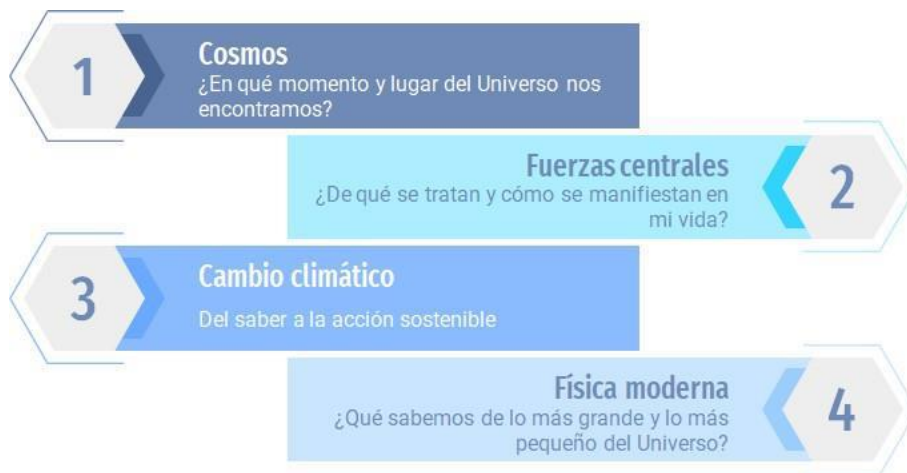 1
Cosmos
¿En qué momento y lugar del Universo nos
encontramos?
Fuerzas centrales
¿De qué se tratan y cómo se manifiestan en
mi vida?
2
3
Cambio climático
Del saber a la acción sostenible
Física moderna
¿Qué sabemos de lo más grande y lo más
pequeño del Universo?
4